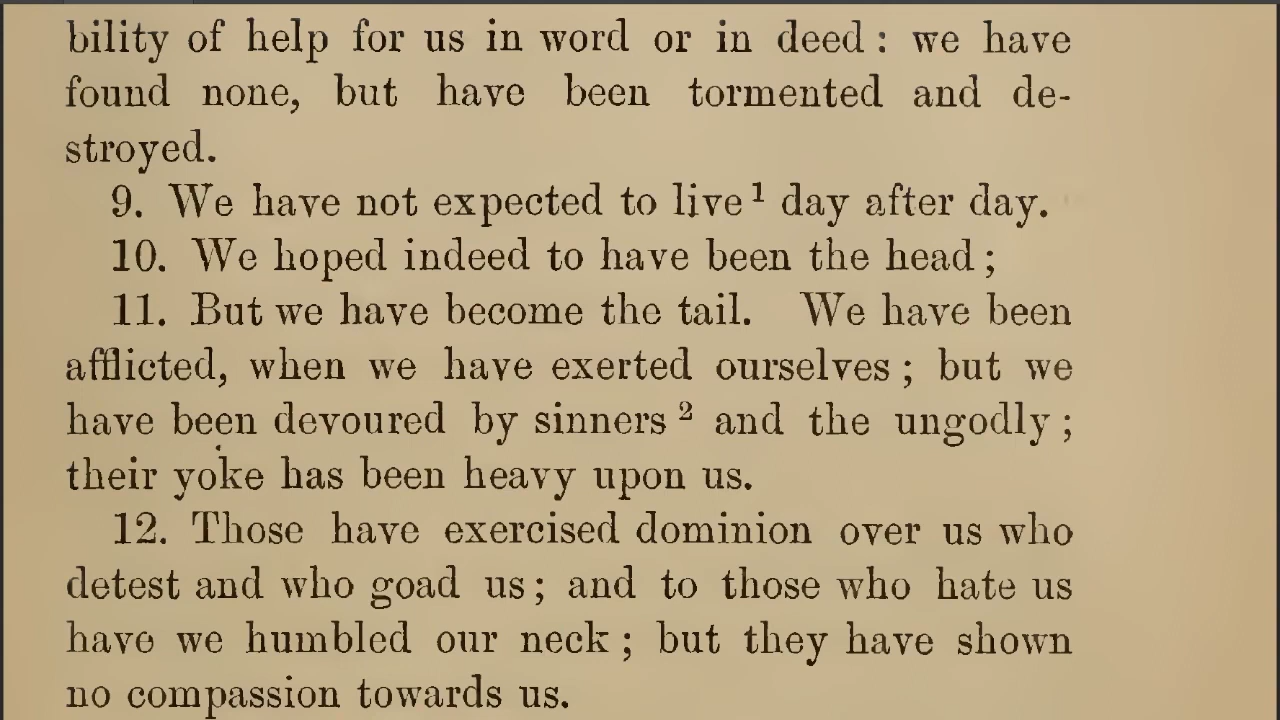 bility of help for us in word or in deed : we have
found none, but have been tormented and de-
stroyed.
9. We have not expected to live ¹ day after day.
10. We hoped indeed to have been the head ;
11. But we have become the tail. We have been
afflicted, when we have exerted ourselves ; but we
have been devoured by sinners ² and the ungodly ;
their yoke has been heavy upon us.
12. Those have exercised dominion over us who
detest and who goad us ; and to those who hate us
have we humbled our neck ; but they have shown
no compassion towards us.